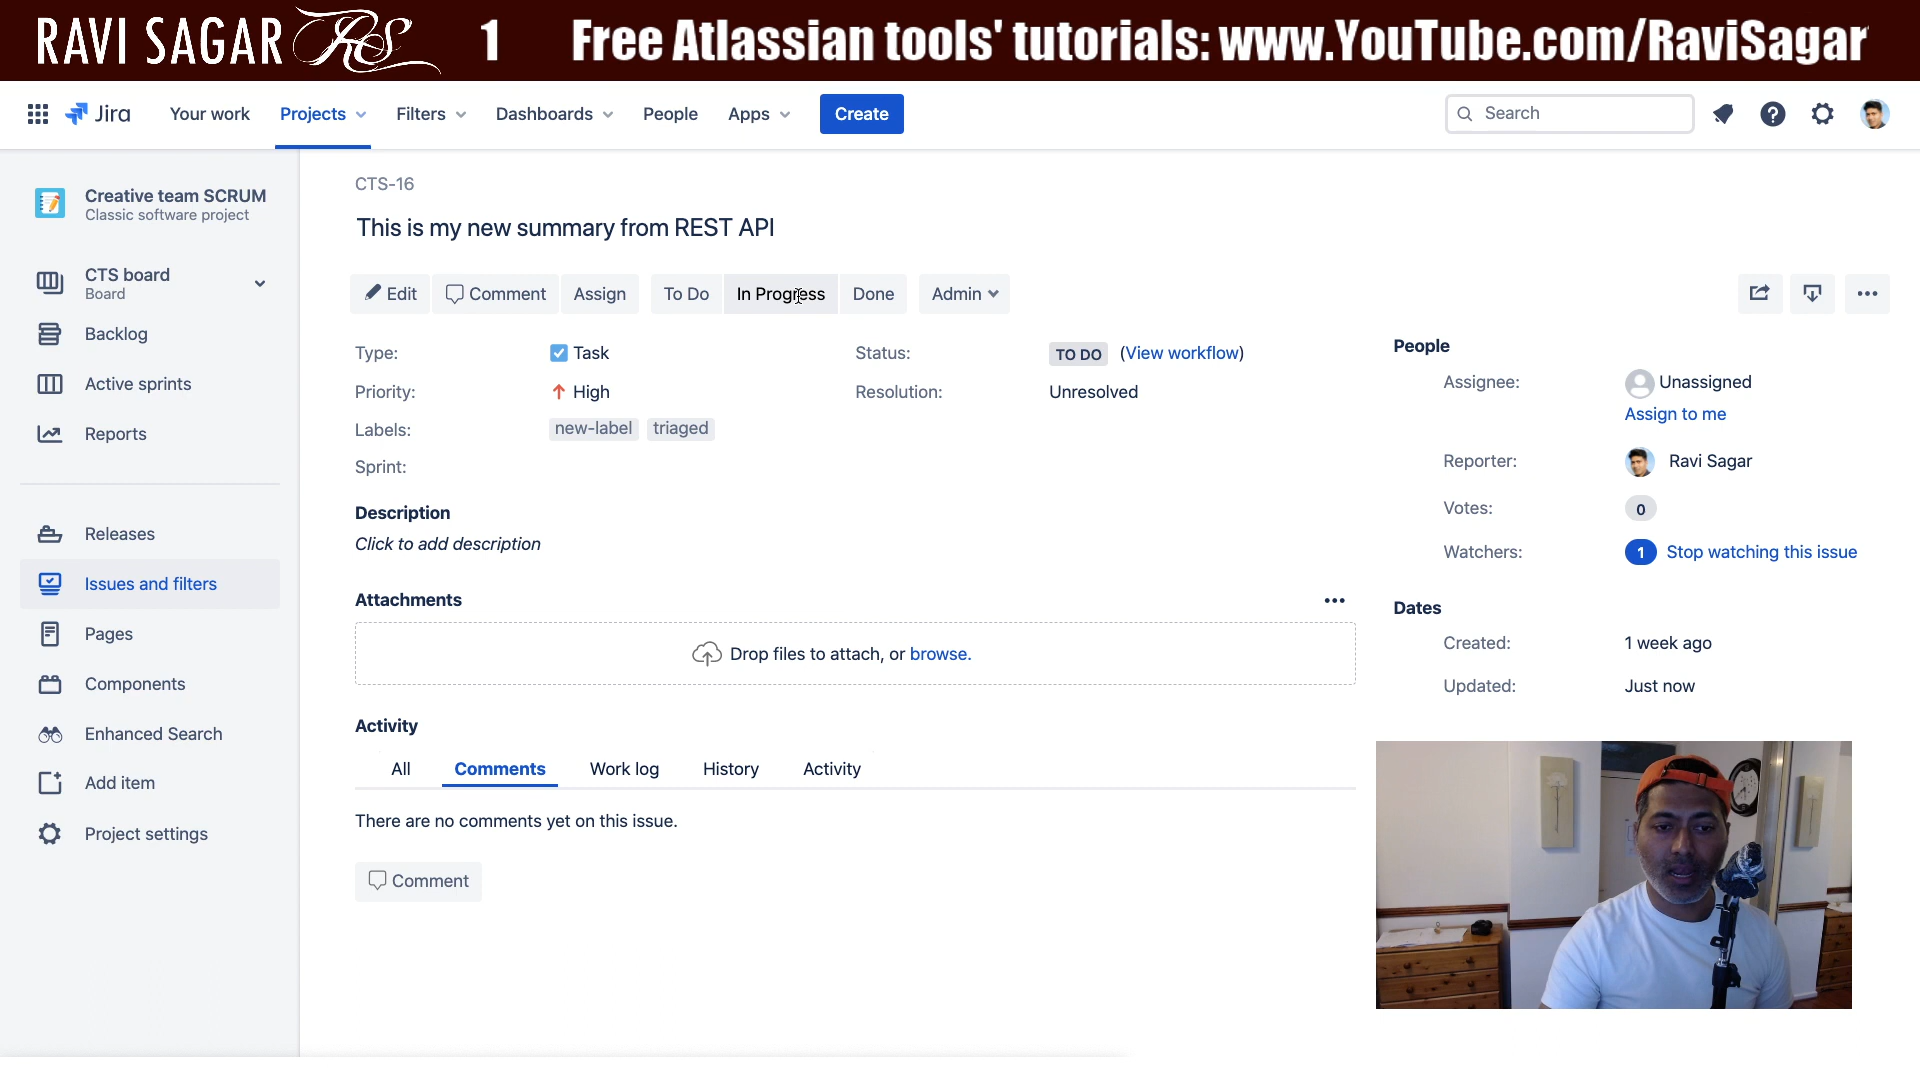 RAVI SAGAR RS 1 Free Atlassian tools' tutorials: www.YouTube.com/RaviSagar
Jira Your work Projects Filters Dashboards People Apps Create Search
Creative team SCRUM
Classic software project
CTS board
Board
Backlog
Active sprints
Reports
Releases
Issues and filters
Pages
Components
Enhanced Search
Add item
Project settings
CTS-16
This is my new summary from REST API
Edit Comment Assign To Do In Progress Done Admin
Type: Task Status: TO DO (View workflow)
Priority: High Resolution: Unresolved
Labels: new-label triaged
Sprint:
Description
Click to add description
Attachments
Drop files to attach, or browse.
Activity
All Comments Work log History Activity
There are no comments yet on this issue.
Comment
People
Assignee: Unassigned
Assign to me
Reporter: Ravi Sagar
Votes: 0
Watchers: 1 Stop watching this issue
Dates
Created: 1 week ago
Updated: Just now